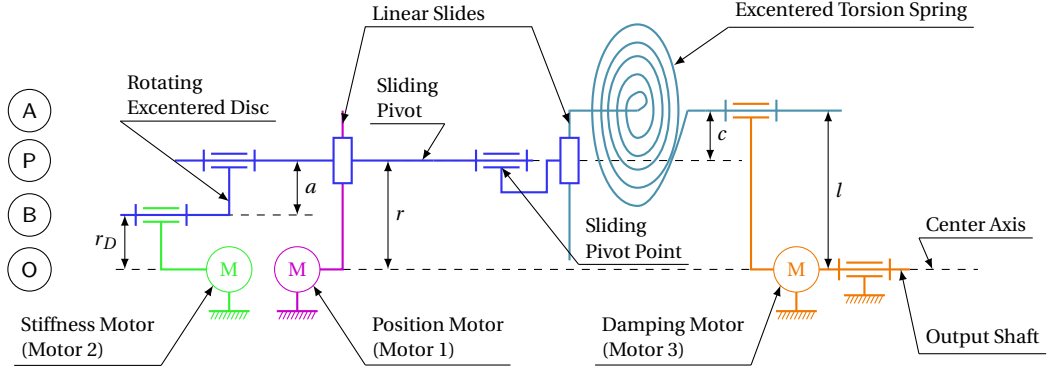 Linear Slides
Excentered Torsion Spring
Rotating
Excentered Disc
Sliding
Pivot
A
P
B
O
a
r
c
l
r_D
Sliding
Pivot Point
Center Axis
M
M
M
Stiffness Motor
(Motor 2)
Position Motor
(Motor 1)
Damping Motor
(Motor 3)
Output Shaft